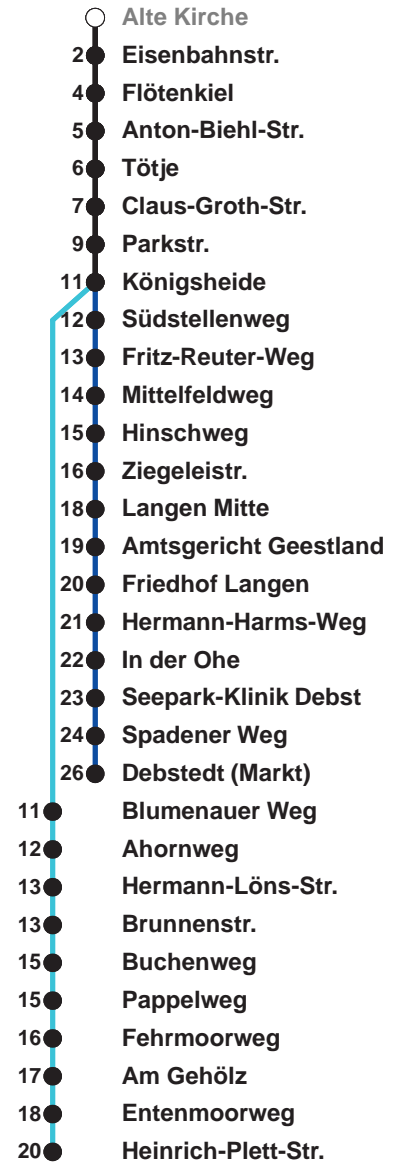 Alte Kirche
2 Eisenbahnstr.
4 Flötenkiel
5 Anton-Biehl-Str.
6 Tötje
7 Claus-Groth-Str.
9 Parkstr.
11 Königsheide
12 Südstellenweg
13 Fritz-Reuter-Weg
14 Mittelfeldweg
15 Hinschweg
16 Ziegeleistr.
18 Langen Mitte
19 Amtsgericht Geestland
20 Friedhof Langen
21 Hermann-Harms-Weg
22 In der Ohe
23 Seepark-Klinik Debst
24 Spadener Weg
26 Debstedt (Markt)
11 Blumenauer Weg
12 Ahornweg
13 Hermann-Löns-Str.
13 Brunnenstr.
15 Buchenweg
15 Pappelweg
16 Fehrmoorweg
17 Am Gehölz
18 Entenmoorweg
20 Heinrich-Plett-Str.